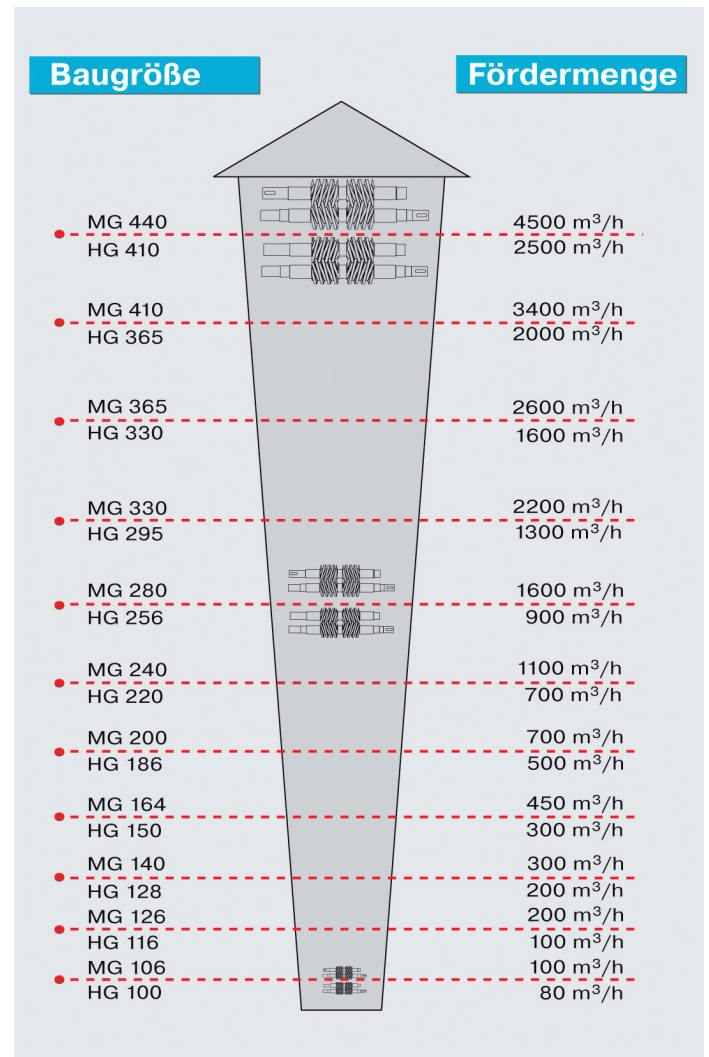 Baugröße Fördermenge
MG 440 4500 m³/h
HG 410 2500 m³/h
MG 410 3400 m³/h
HG 365 2000 m³/h
MG 365 2600 m³/h
HG 330 1600 m³/h
MG 330 2200 m³/h
HG 295 1300 m³/h
MG 280 1600 m³/h
HG 256 900 m³/h
MG 240 1100 m³/h
HG 220 700 m³/h
MG 200 700 m³/h
HG 186 500 m³/h
MG 164 450 m³/h
HG 150 300 m³/h
MG 140 300 m³/h
HG 128 200 m³/h
MG 126 200 m³/h
HG 116 100 m³/h
MG 106 100 m³/h
HG 100 80 m³/h